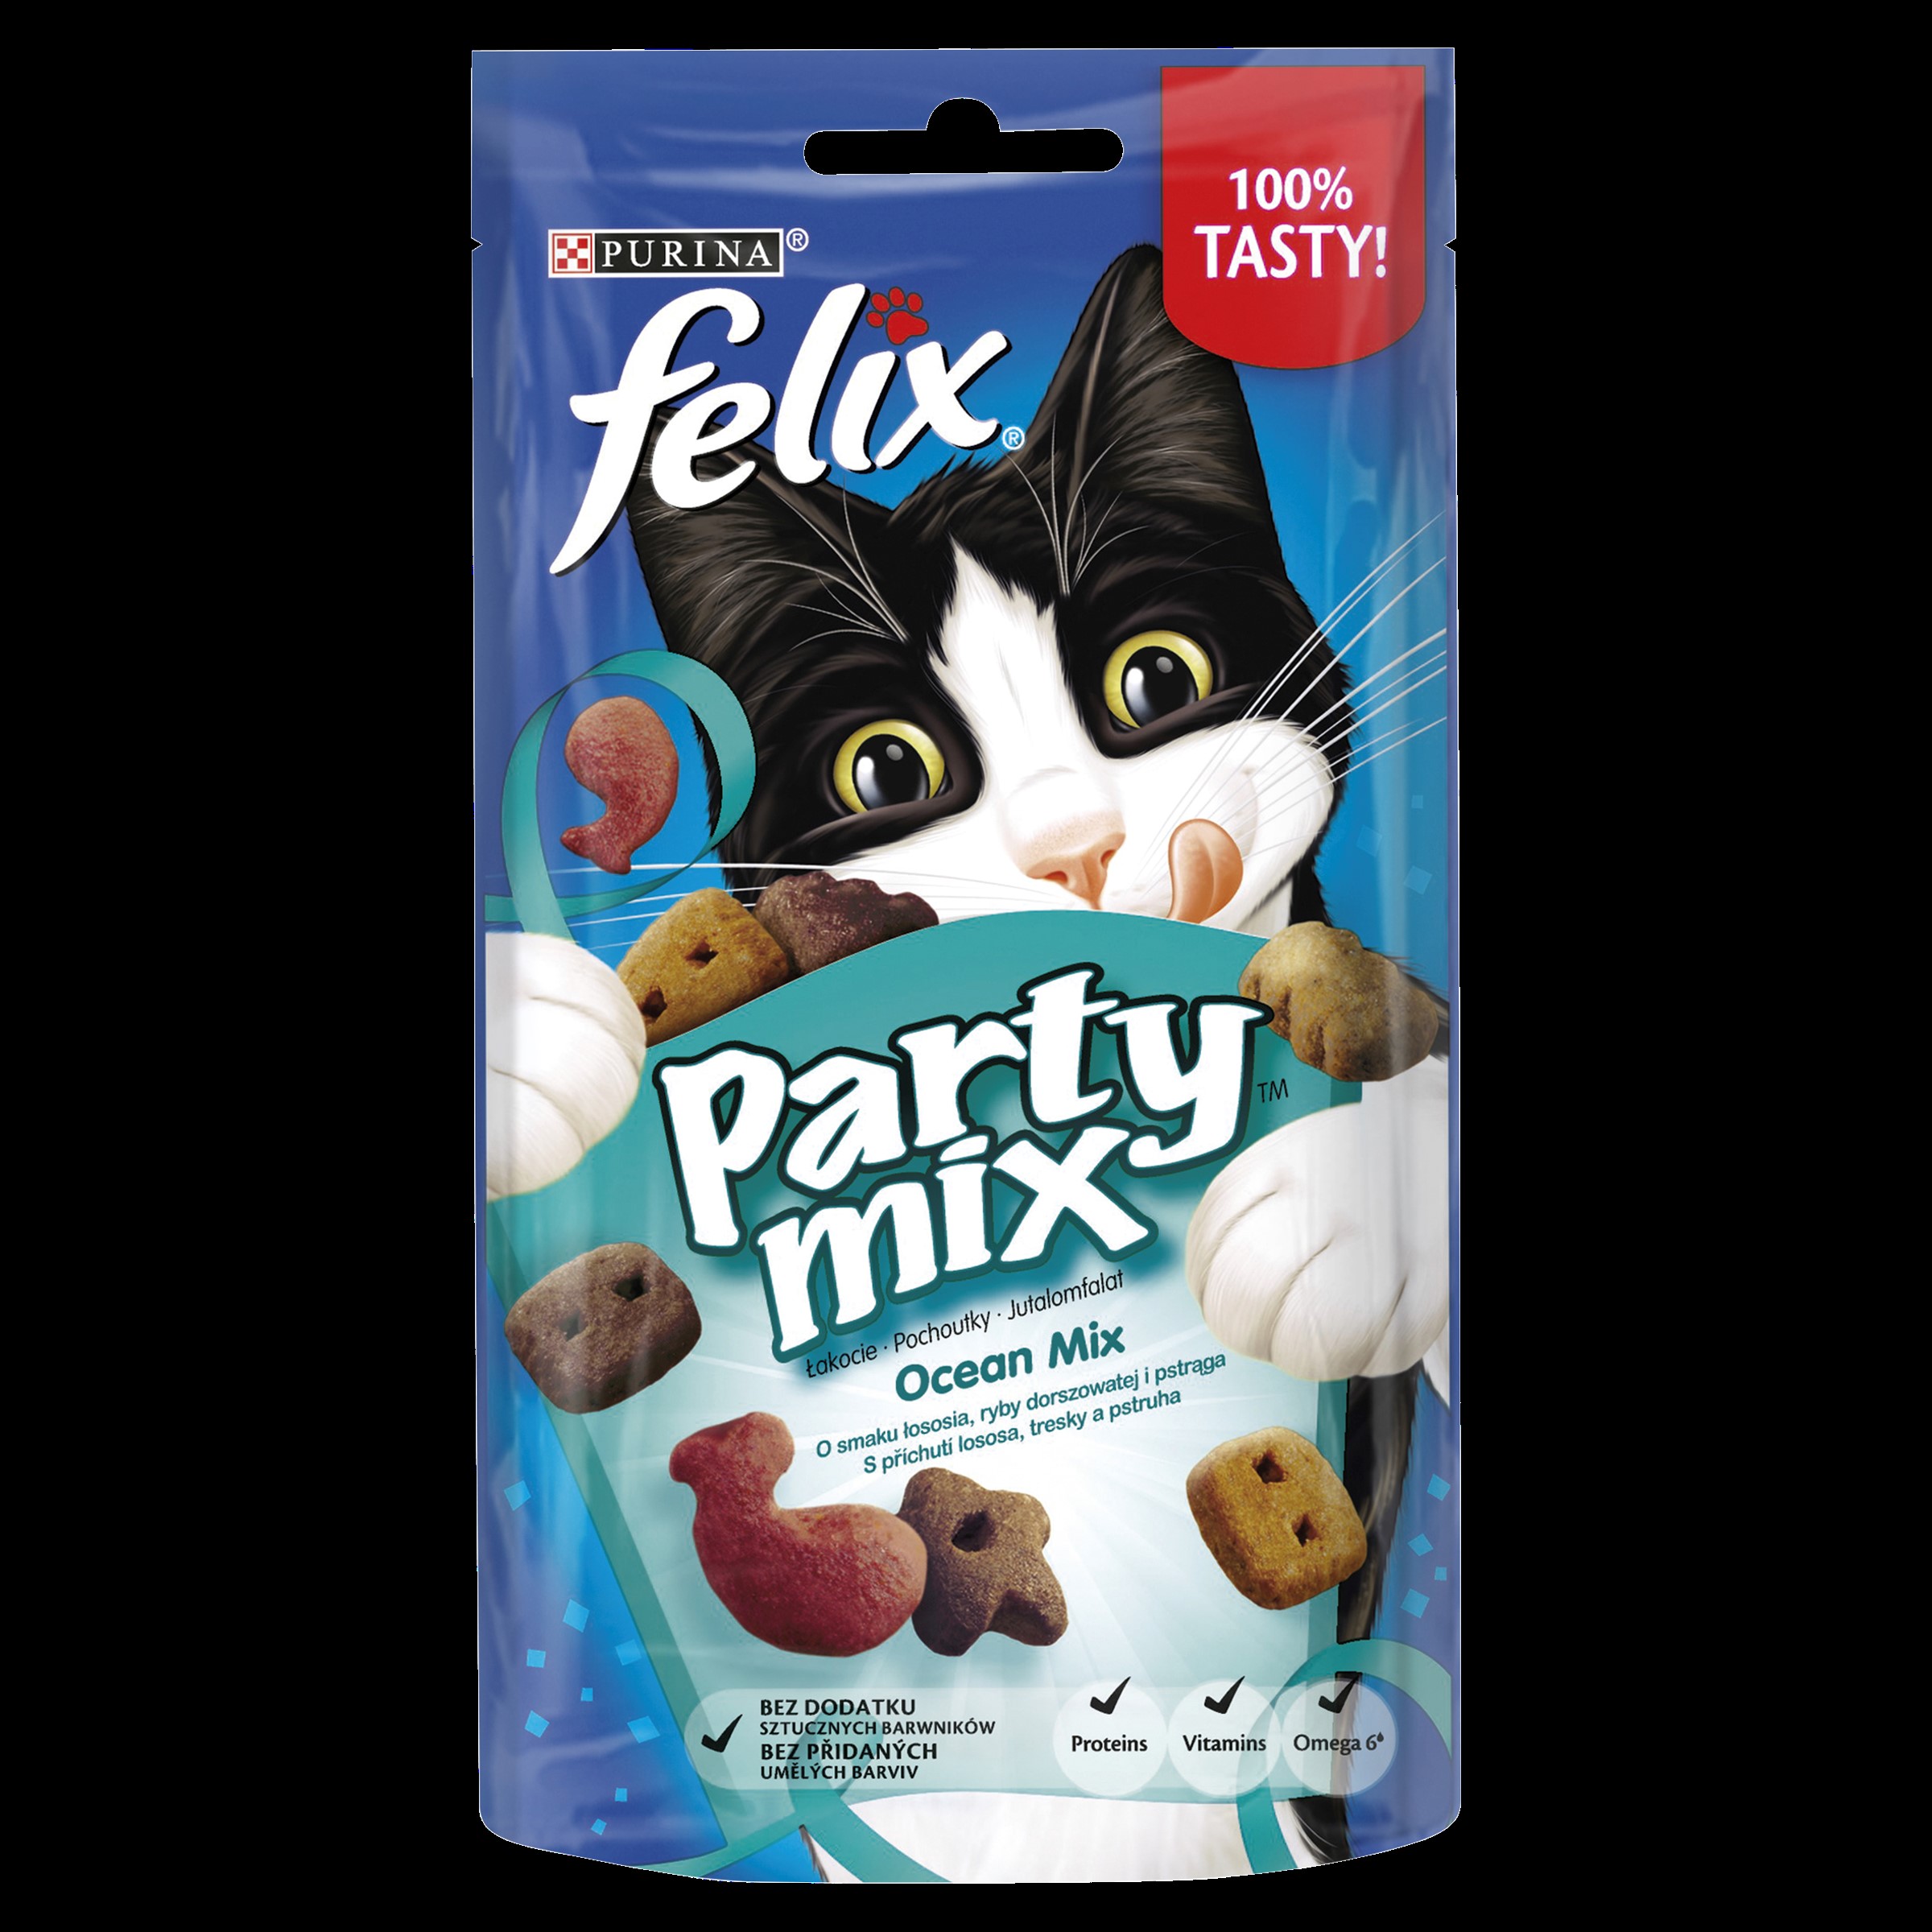 100%
TASTY!
PURINA®
felix®
Party
mix™
Łakocie · Pochoutky · Jutalomfalat
Ocean Mix
O smaku łososia, ryby dorszowatej i pstrąga
S příchutí lososa, tresky a pstruha
BEZ DODATKU
SZTUCZNYCH BARWNIKÓW
BEZ PŘIDANÝCH
UMĚLÝCH BARVIV
Proteins
Vitamins
Omega 6